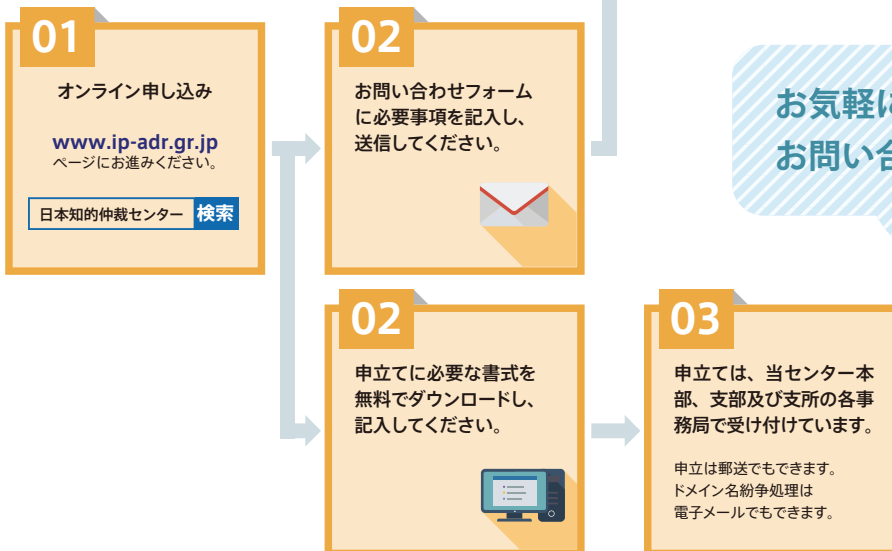 01
オンライン申し込み
www.ip-adr.gr.jp
ページにお進みください。
日本知的仲裁センター 検索
02
お問い合わせフォーム
に必要事項を記入し、
送信してください。
お気軽に
お問い合
02
申立てに必要な書式を
無料でダウンロードし、
記入してください。
03
申立ては、当センター本
部、支部及び支所の各事
務局で受け付けています。
申立は郵送でもできます。
ドメイン名紛争処理は
電子メールでもできます。